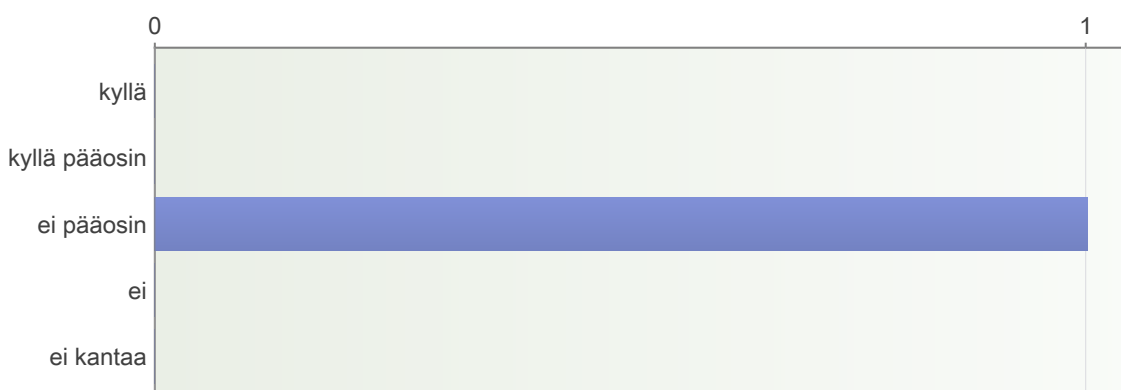 0 1
kyllä
kyllä pääosin
ei pääosin
ei
ei kantaa